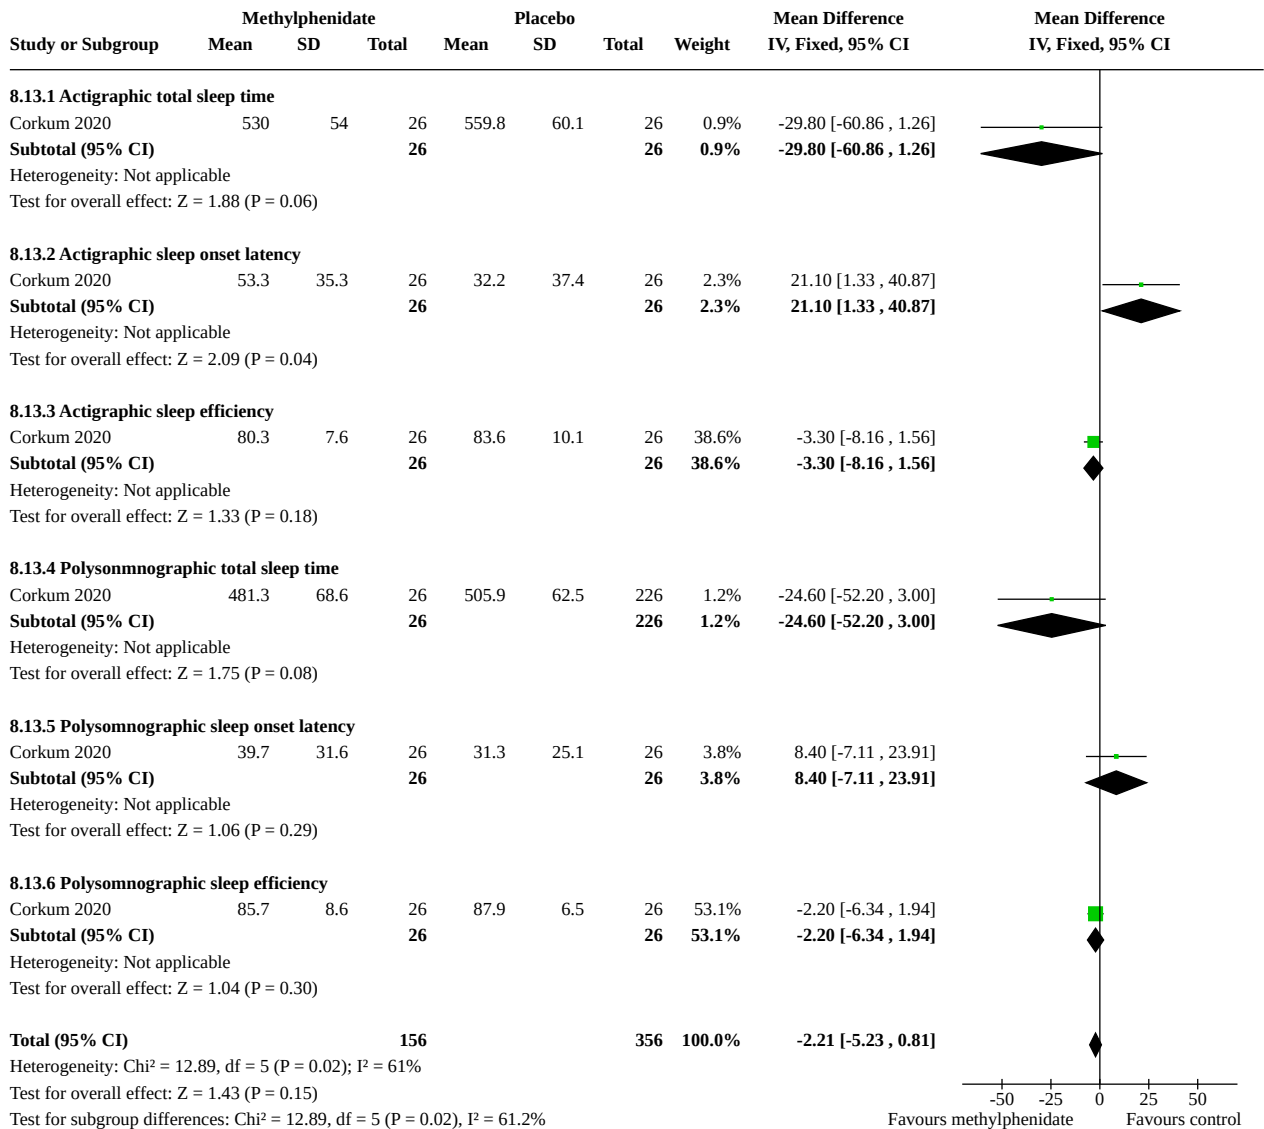 Methylphenidate Placebo Mean Difference Mean Difference
Study or Subgroup Mean SD Total Mean SD Total Weight IV, Fixed, 95% CI IV, Fixed, 95% CI
8.13.1 Actigraphic total sleep time
Corkum 2020 530 54 26 559.8 60.1 26 0.9% -29.80 [-60.86 , 1.26]
Subtotal (95% CI) 26 26 0.9% -29.80 [-60.86 , 1.26]
Heterogeneity: Not applicable
Test for overall effect: Z = 1.88 (P = 0.06)
8.13.2 Actigraphic sleep onset latency
Corkum 2020 53.3 35.3 26 32.2 37.4 26 2.3% 21.10 [1.33 , 40.87]
Subtotal (95% CI) 26 26 2.3% 21.10 [1.33 , 40.87]
Heterogeneity: Not applicable
Test for overall effect: Z = 2.09 (P = 0.04)
8.13.3 Actigraphic sleep efficiency
Corkum 2020 80.3 7.6 26 83.6 10.1 26 38.6% -3.30 [-8.16 , 1.56]
Subtotal (95% CI) 26 26 38.6% -3.30 [-8.16 , 1.56]
Heterogeneity: Not applicable
Test for overall effect: Z = 1.33 (P = 0.18)
8.13.4 Polysonmnographic total sleep time
Corkum 2020 481.3 68.6 26 505.9 62.5 226 1.2% -24.60 [-52.20 , 3.00]
Subtotal (95% CI) 26 226 1.2% -24.60 [-52.20 , 3.00]
Heterogeneity: Not applicable
Test for overall effect: Z = 1.75 (P = 0.08)
8.13.5 Polysomnographic sleep onset latency
Corkum 2020 39.7 31.6 26 31.3 25.1 26 3.8% 8.40 [-7.11 , 23.91]
Subtotal (95% CI) 26 26 3.8% 8.40 [-7.11 , 23.91]
Heterogeneity: Not applicable
Test for overall effect: Z = 1.06 (P = 0.29)
8.13.6 Polysomnographic sleep efficiency
Corkum 2020 85.7 8.6 26 87.9 6.5 26 53.1% -2.20 [-6.34 , 1.94]
Subtotal (95% CI) 26 26 53.1% -2.20 [-6.34 , 1.94]
Heterogeneity: Not applicable
Test for overall effect: Z = 1.04 (P = 0.30)
Total (95% CI) 156 356 100.0% -2.21 [-5.23 , 0.81]
Heterogeneity: Chi² = 12.89, df = 5 (P = 0.02); I² = 61%
Test for overall effect: Z = 1.43 (P = 0.15)
-50 -25 0 25 50
Test for subgroup differences: Chi² = 12.89, df = 5 (P = 0.02), I² = 61.2% Favours methylphenidate Favours control